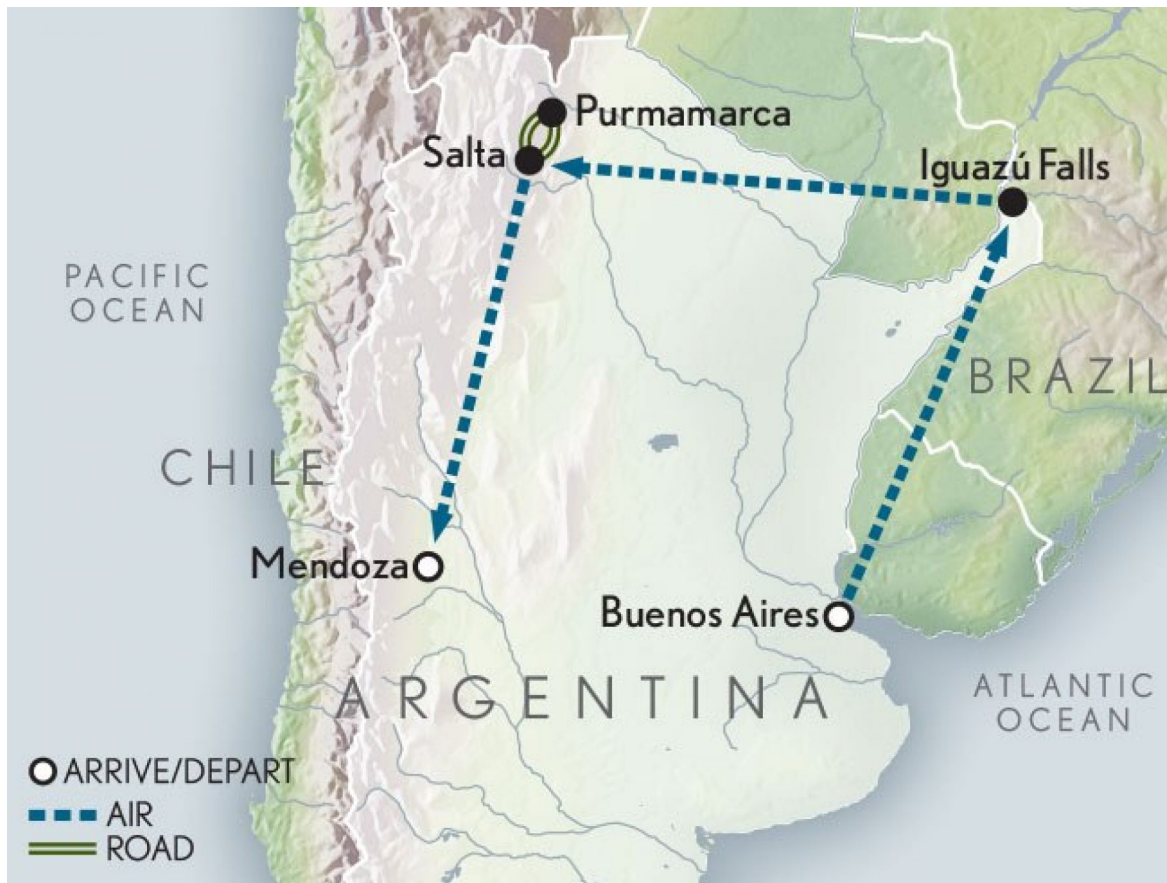 Purmamarca
Salta
Iguazú Falls
PACIFIC
OCEAN
BRAZIL
CHILE
Mendoza
Buenos Aires
ARGENTINA
ATLANTIC
OCEAN
ARRIVE/DEPART
AIR
ROAD